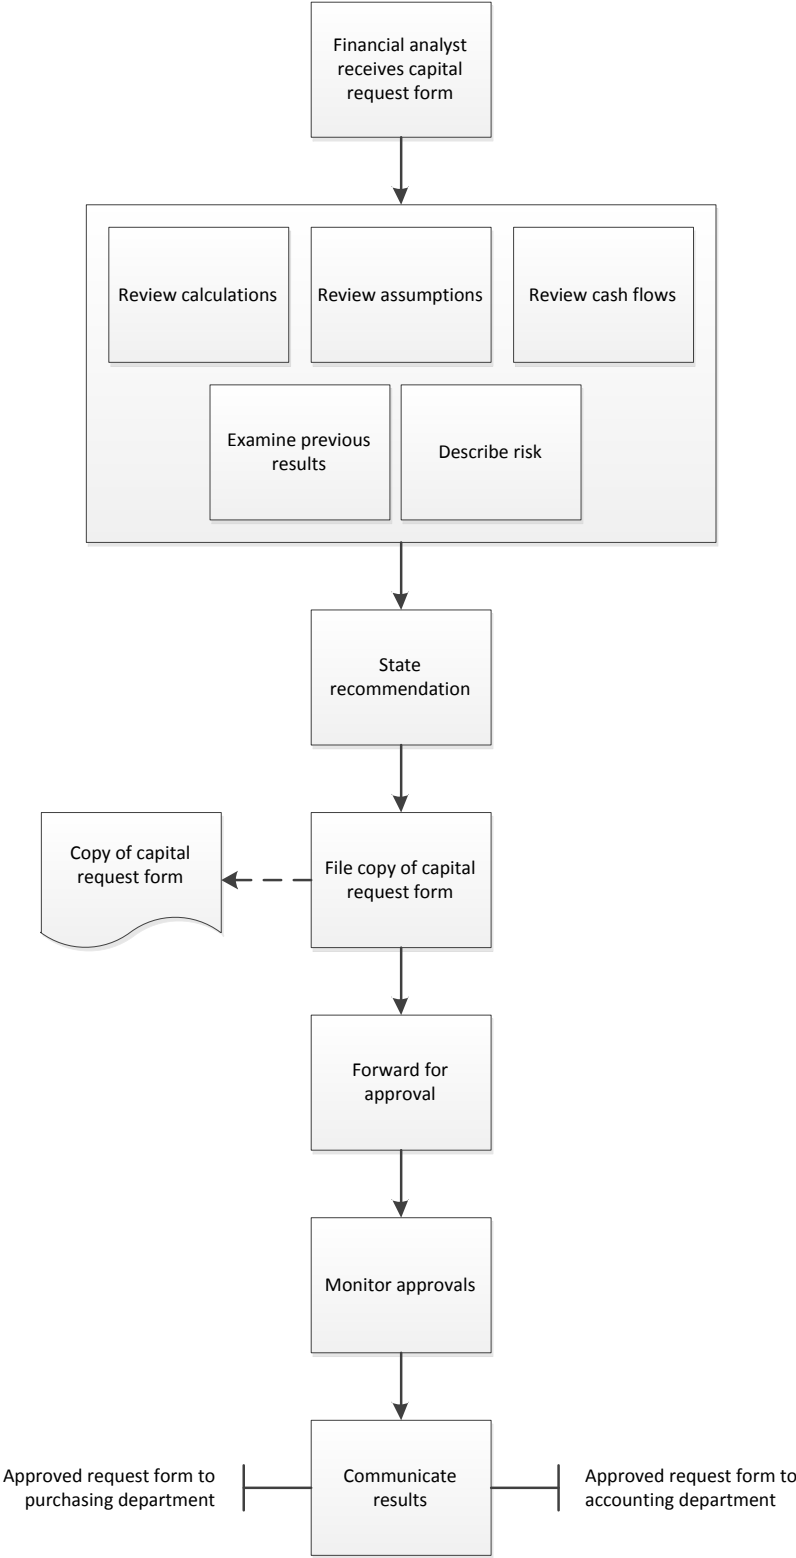 Financial analyst
receives capital
request form
Review calculations
Review assumptions
Review cash flows
Examine previous
results
Describe risk
State
recommendation
Copy of capital
request form
File copy of capital
request form
Forward for
approval
Monitor approvals
Approved request form to
purchasing department
Communicate
results
Approved request form to
accounting department